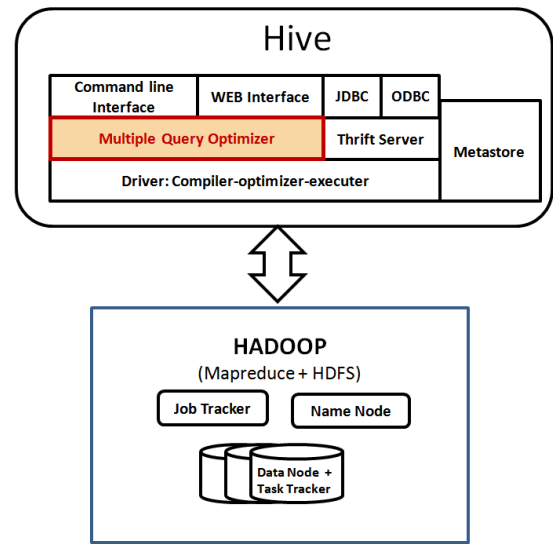 Hive
Command line
Interface
WEB Interface
JDBC
ODBC
Multiple Query Optimizer
Thrift Server
Metastore
Driver: Compiler-optimizer-executer
HADOOP
(Mapreduce + HDFS)
Job Tracker
Name Node
Data Node +
Task Tracker